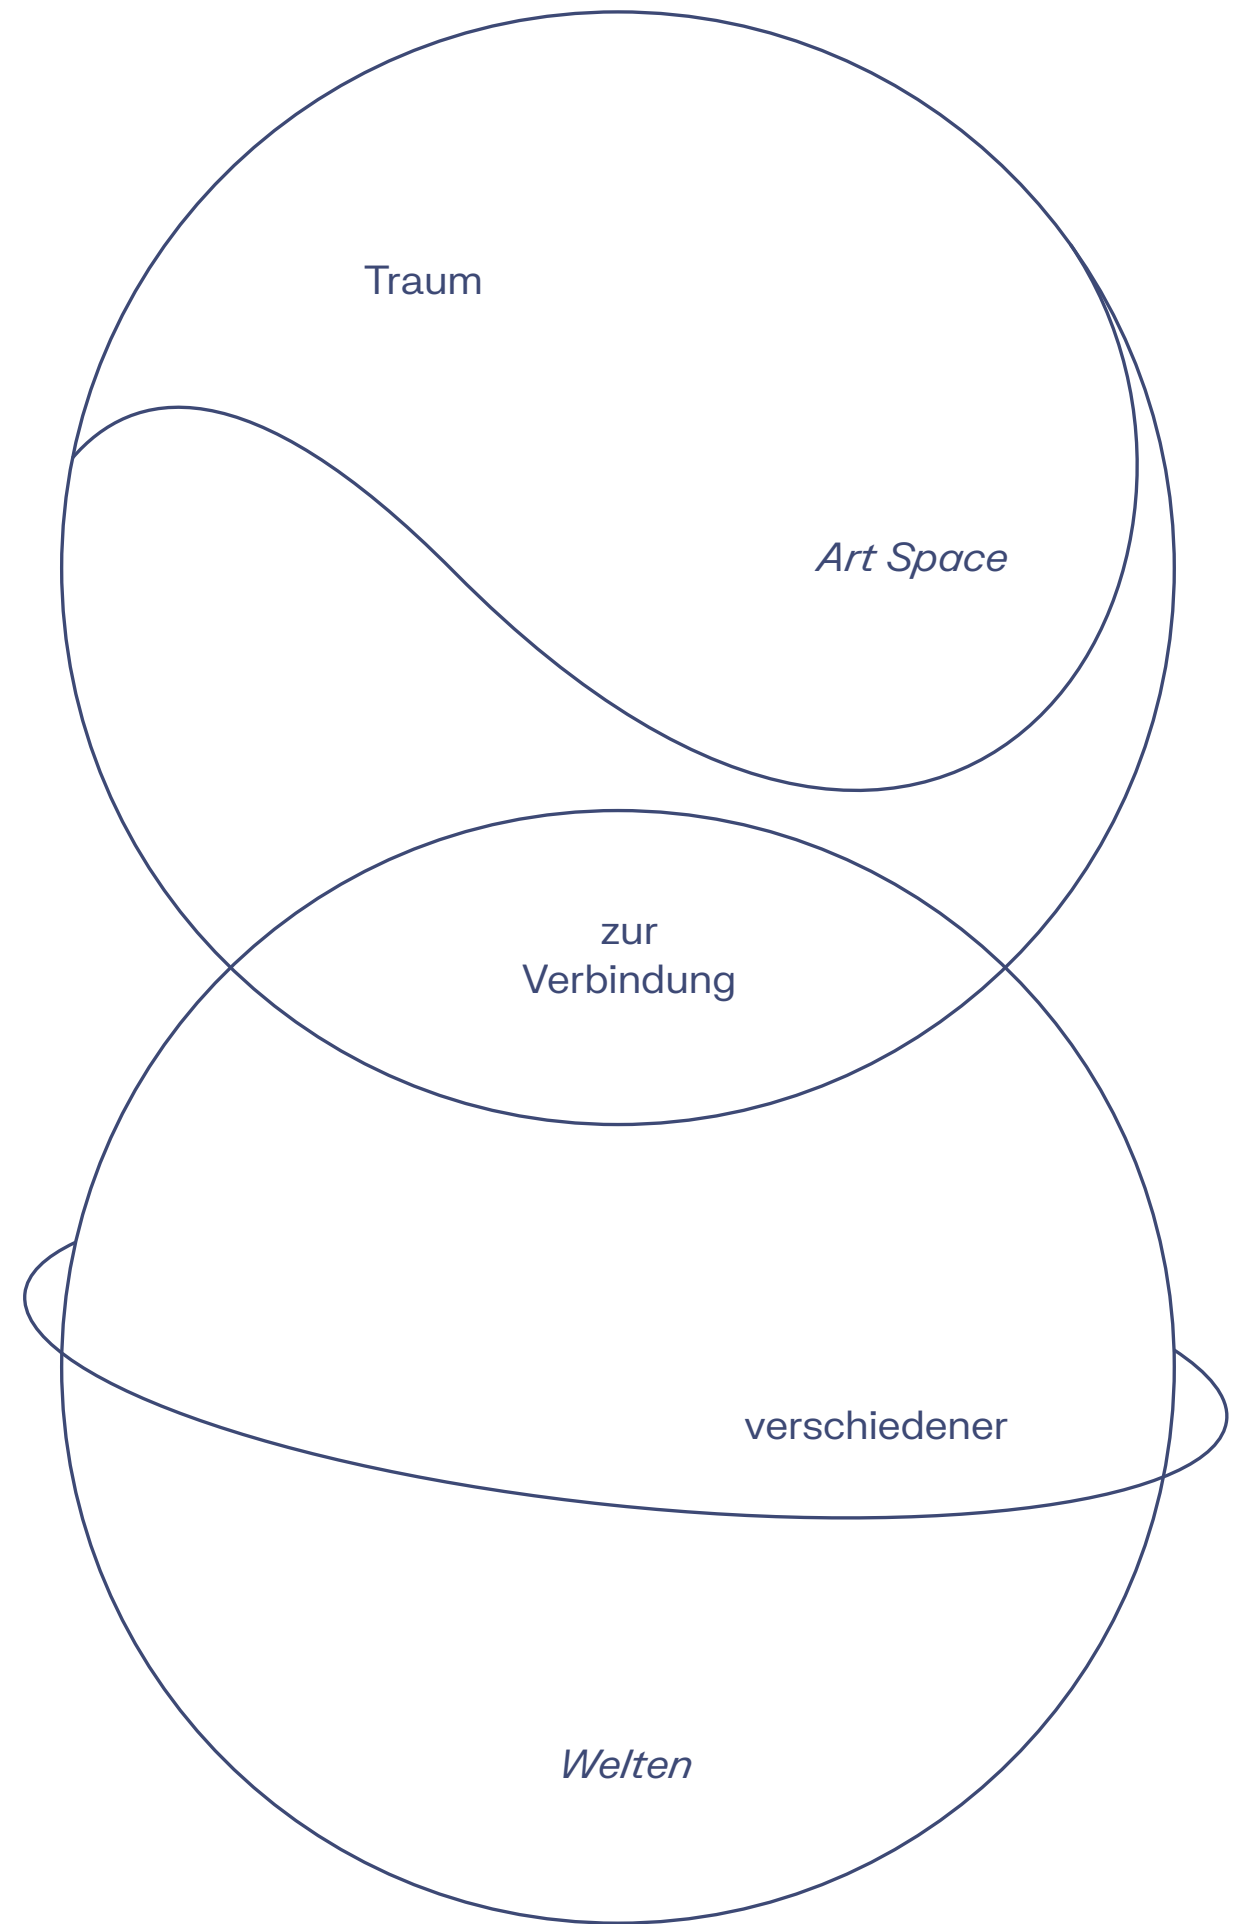 Traum
Art Space
zur
Verbindung
verschiedener
Welten